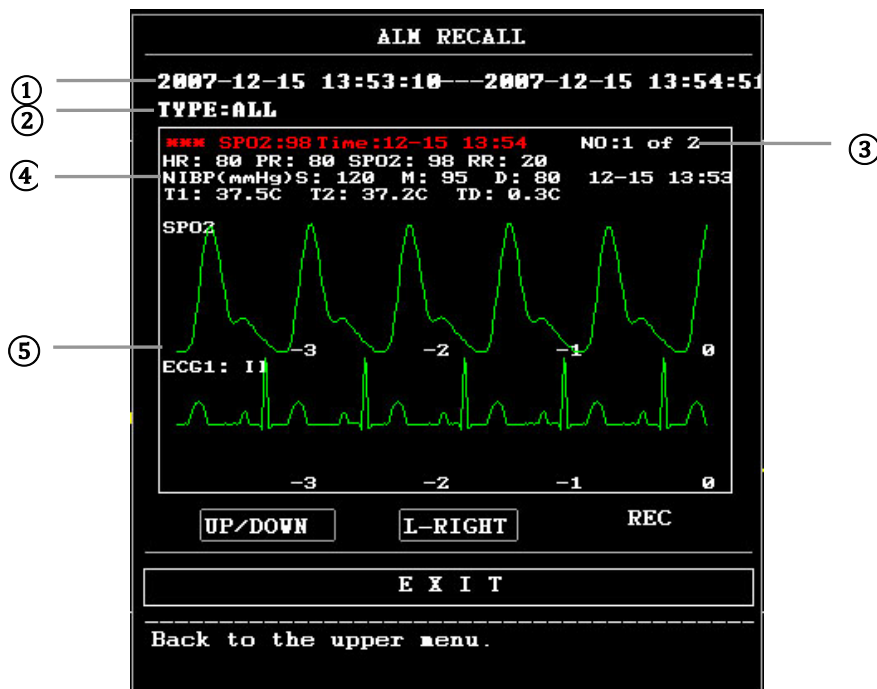 ALM RECALL
① 2007-12-15 13:53:10---2007-12-15 13:54:51
② TYPE:ALL
*** SPO2:98 Time:12-15 13:54 NO:1 of 2 ③
HR: 80 PR: 80 SPO2: 98 RR: 20
④ NIBP(mmHg)S: 120 M: 95 D: 80 12-15 13:53
T1: 37.5C T2: 37.2C TD: 0.3C
SPO2
⑤ -3 -2 -1 0
ECG1: II
-3 -2 -1 0
UP/DOWN L-RIGHT REC
E X I T
Back to the upper menu.